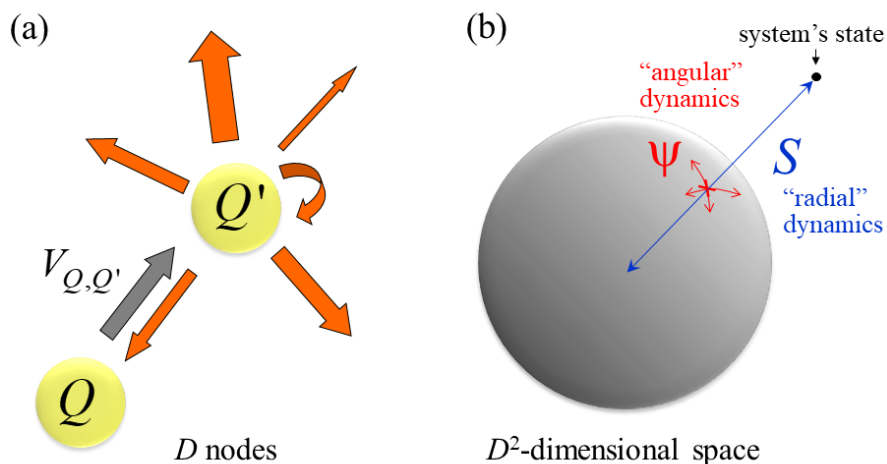 (a)
Q'
V_{Q,Q'}
Q
D nodes
(b)
system's state
“angular”
dynamics
Ψ
S
“radial”
dynamics
D²-dimensional space